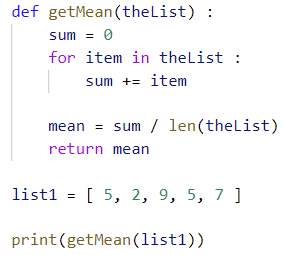 def getMean(theList) :
    sum = 0
    for item in theList :
        sum += item
    mean = sum / len(theList)
    return mean
list1 = [ 5, 2, 9, 5, 7 ]
print(getMean(list1))